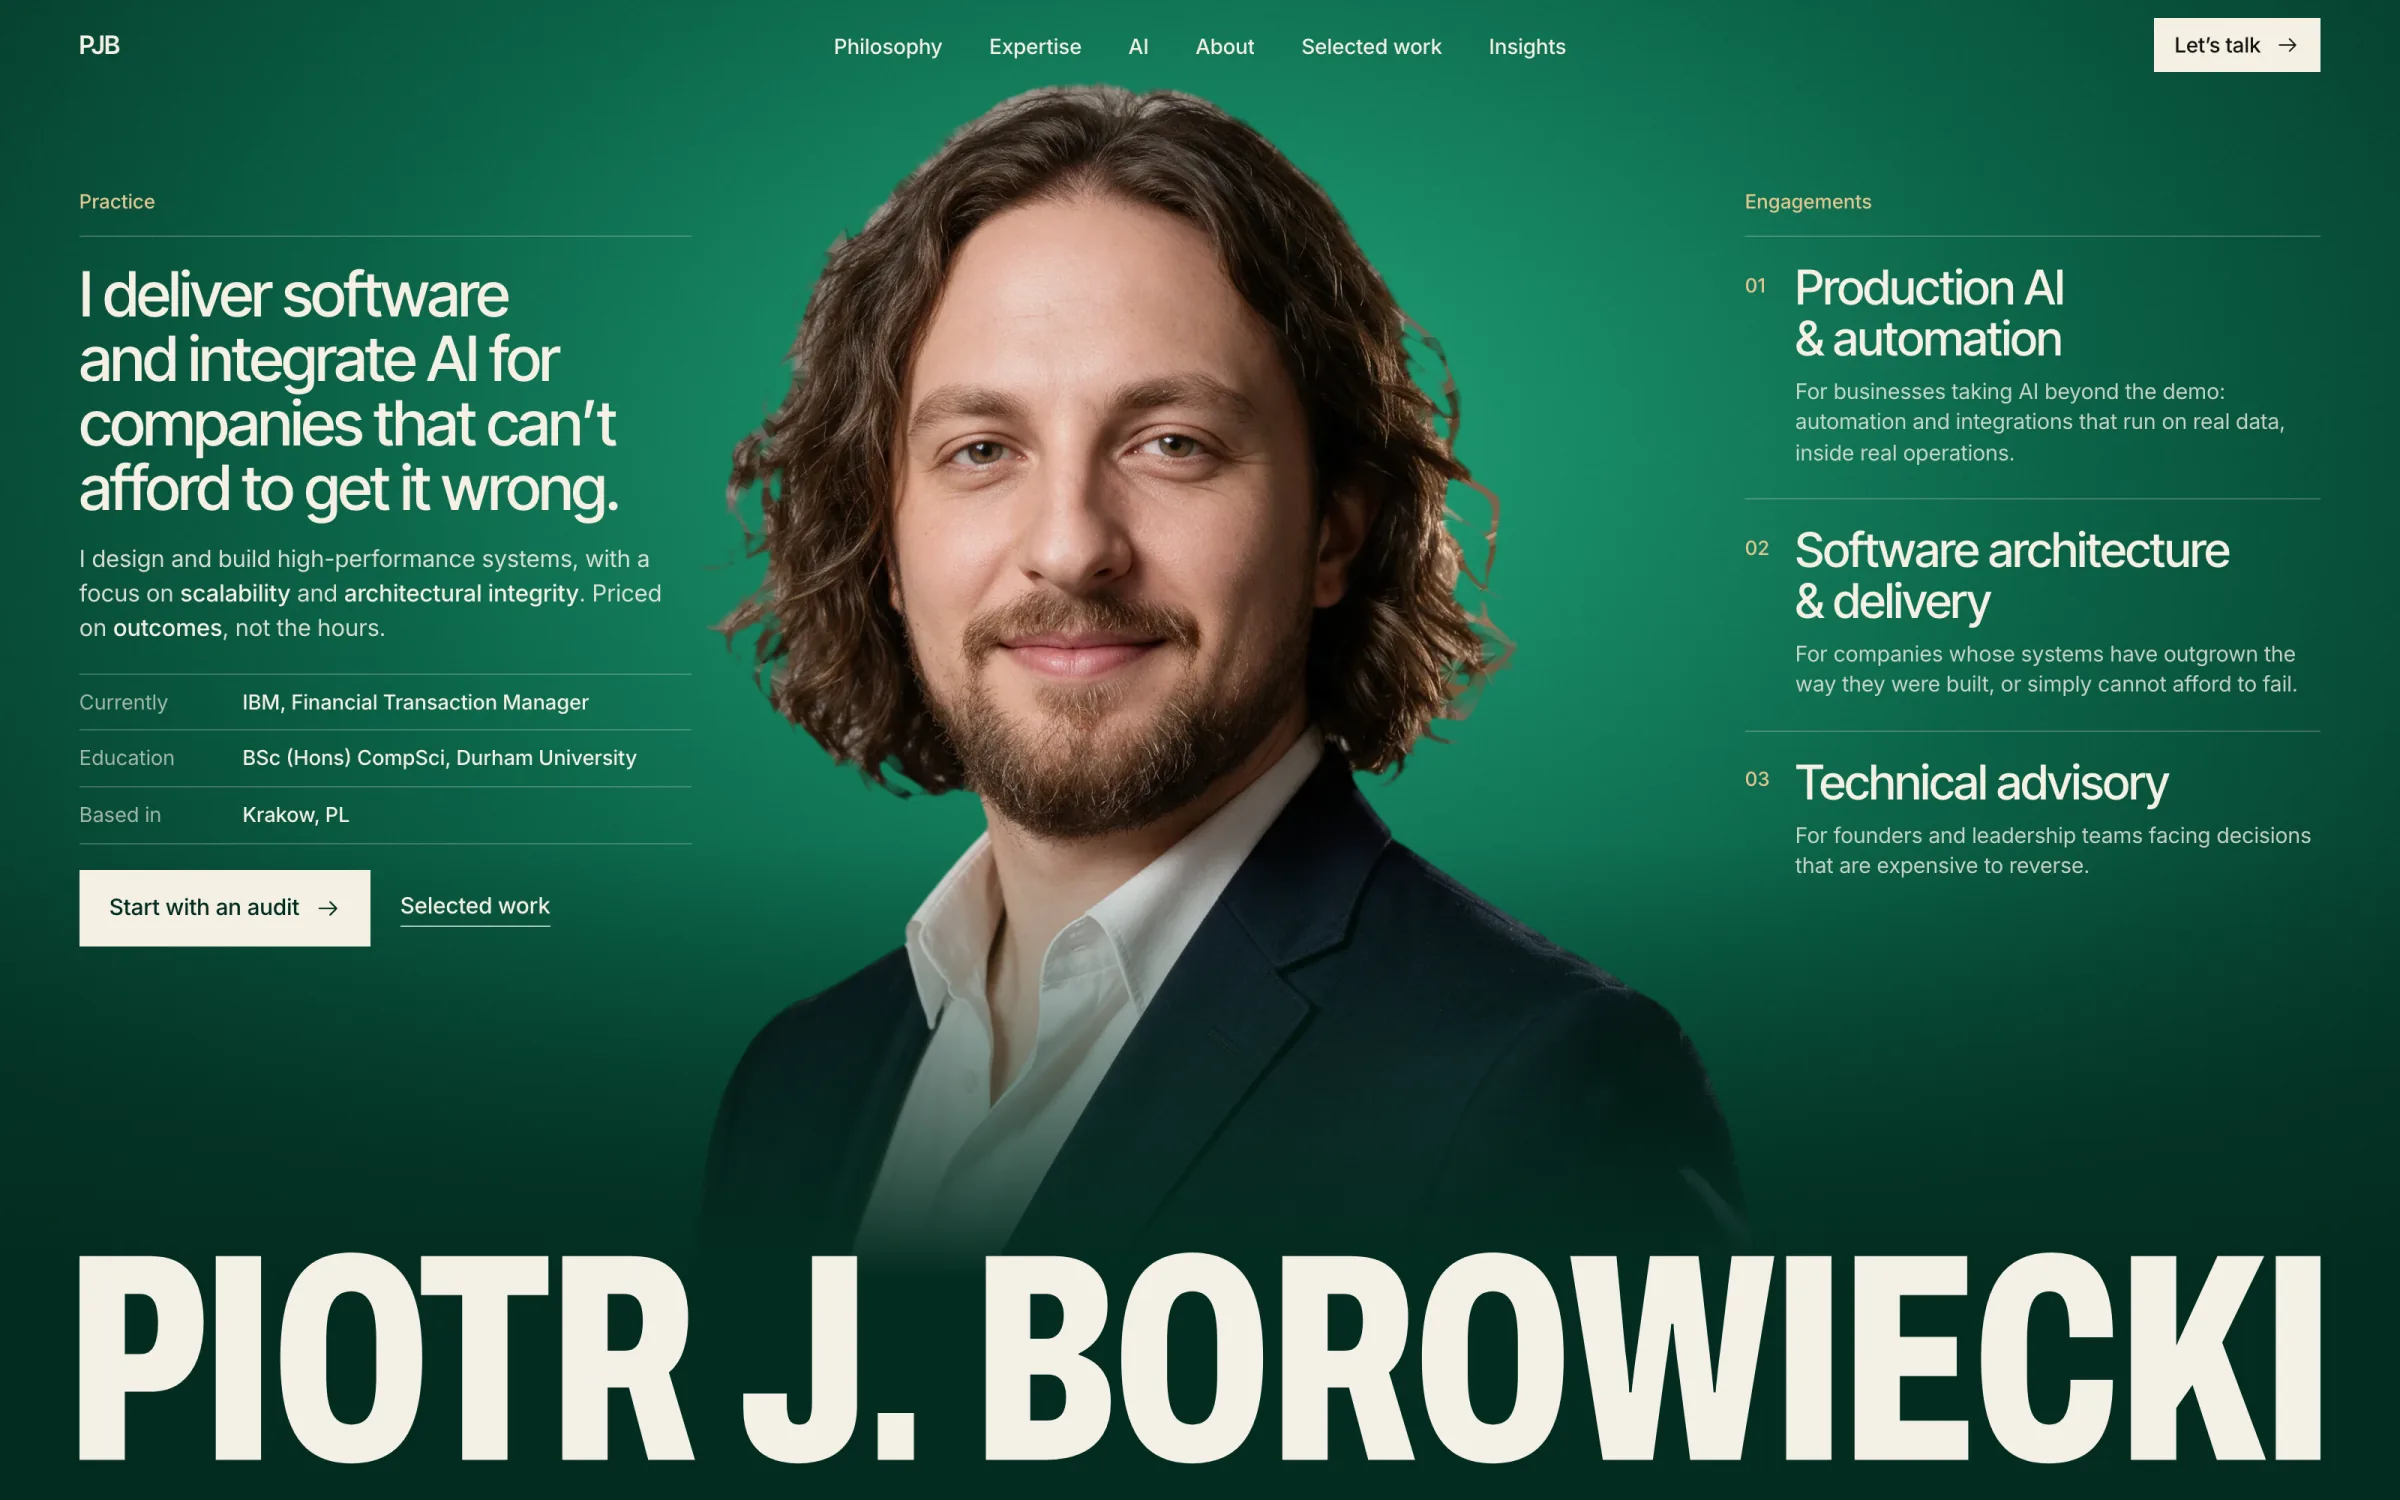 PJB
Philosophy Expertise AI About Selected work Insights
Let’s talk
Practice
I deliver software
and integrate AI for
companies that can’t
afford to get it wrong.
I design and build high-performance systems, with a
focus on scalability and architectural integrity. Priced
on outcomes, not the hours.
Currently IBM, Financial Transaction Manager
Education BSc (Hons) CompSci, Durham University
Based in Krakow, PL
Start with an audit Selected work
Engagements
01 Production AI
& automation
For businesses taking AI beyond the demo:
automation and integrations that run on real data,
inside real operations.
02 Software architecture
& delivery
For companies whose systems have outgrown the
way they were built, or simply cannot afford to fail.
03 Technical advisory
For founders and leadership teams facing decisions
that are expensive to reverse.
PIOTR J. BOROWIECKI